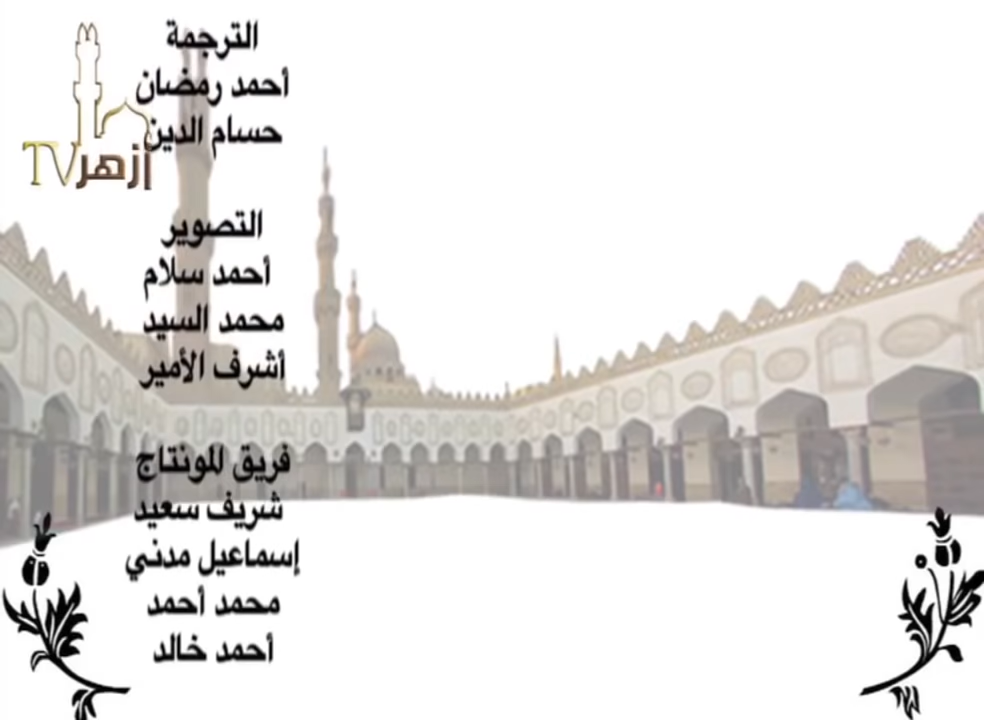 الترجمة
أحمد رمضان
حسام الدين
أزهر TV
التصوير
أحمد سلام
محمد السيد
أشرف الأمير
فريق المونتاج
شريف سعيد
إسماعيل مدني
محمد أحمد
أحمد خالد